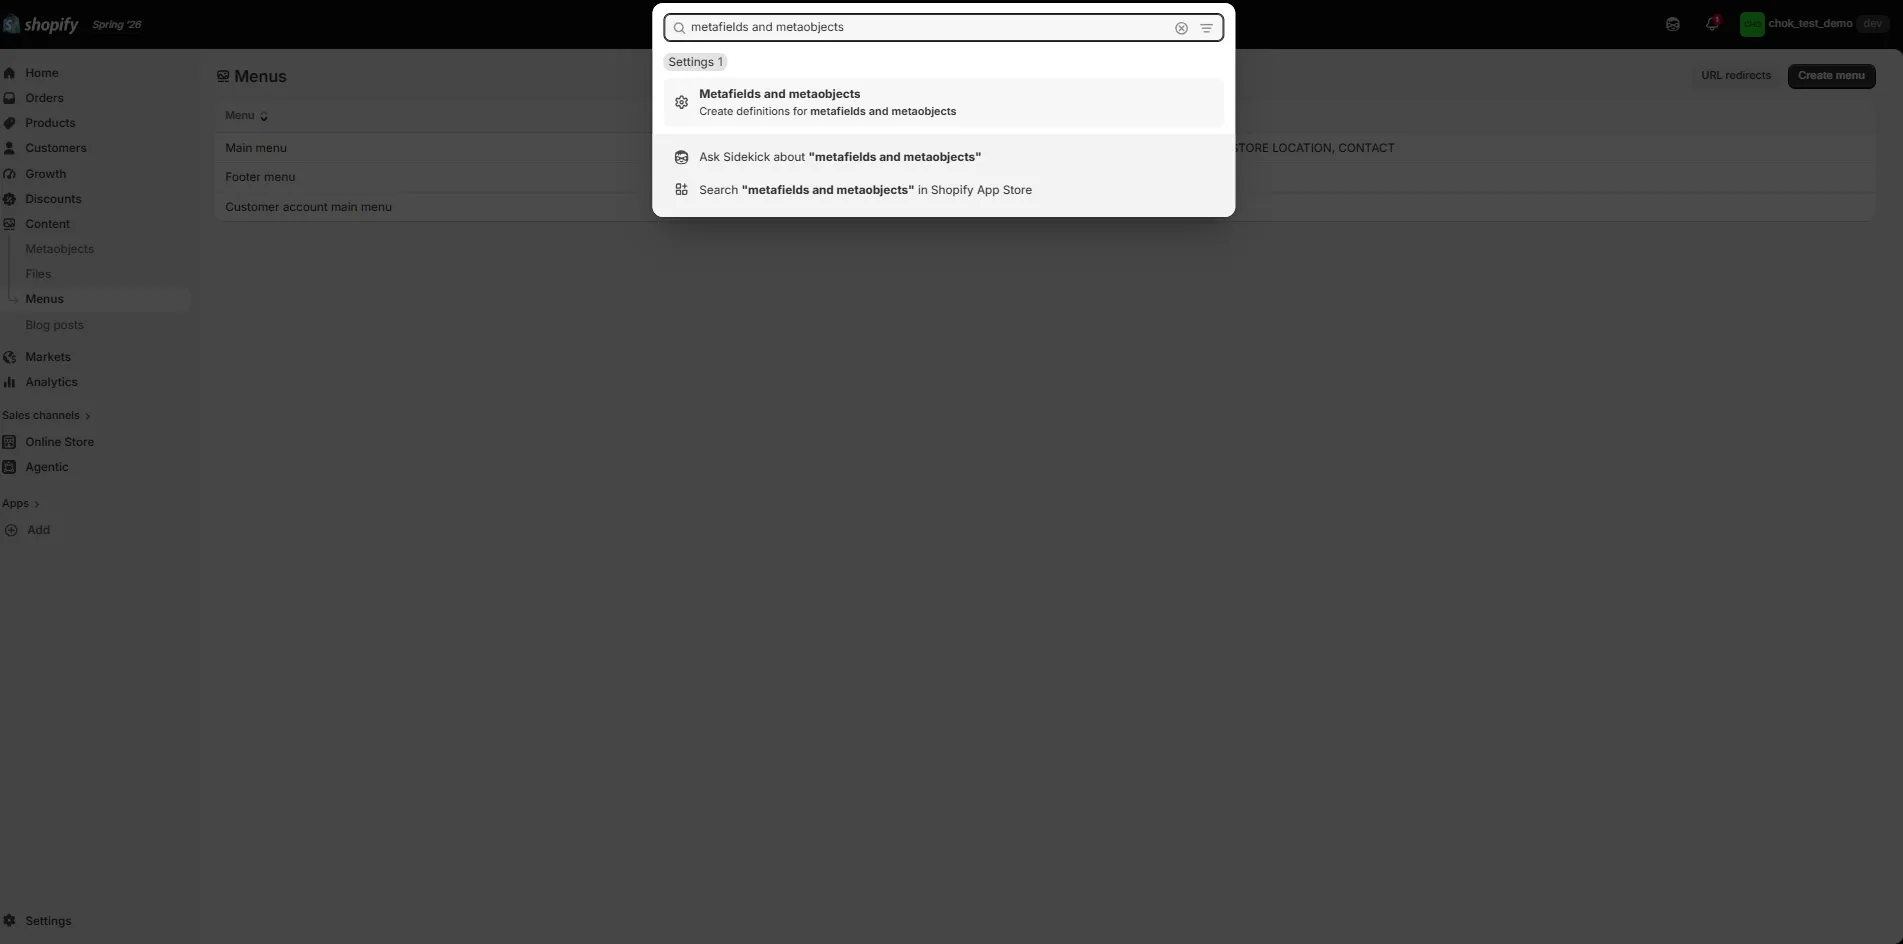 shopify Spring '26
metafields and metaobjects
1
CHO chok_test_demo dev
Settings 1
Metafields and metaobjects
Create definitions for metafields and metaobjects
Ask Sidekick about "metafields and metaobjects"
Search "metafields and metaobjects" in Shopify App Store
Home
Orders
Products
Customers
Growth
Discounts
Content
Metaobjects
Files
Menus
Blog posts
Markets
Analytics
Sales channels
Online Store
Agentic
Apps
Add
Settings
Menus
URL redirects
Create menu
Menu
Main menu
STORE LOCATION, CONTACT
Footer menu
Customer account main menu